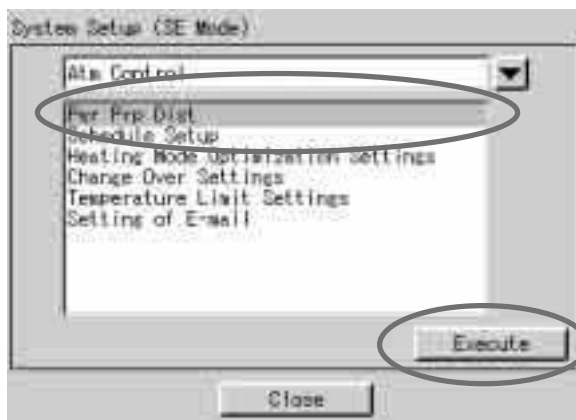 System Setup (SE Mode)
Atm Control
Pwr Prp Dist
Schedule Setup
Heating Mode Optimization Settings
Change Over Settings
Temperature Limit Settings
Setting of E-mail
Execute
Close